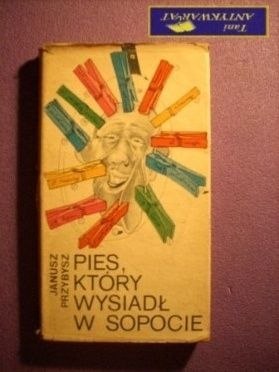 Tani
ANTYKWARIAT
JANUSZ
PRZYBYSZ
PIES,
KTÓRY
WYSIADŁ
W SOPOCIE